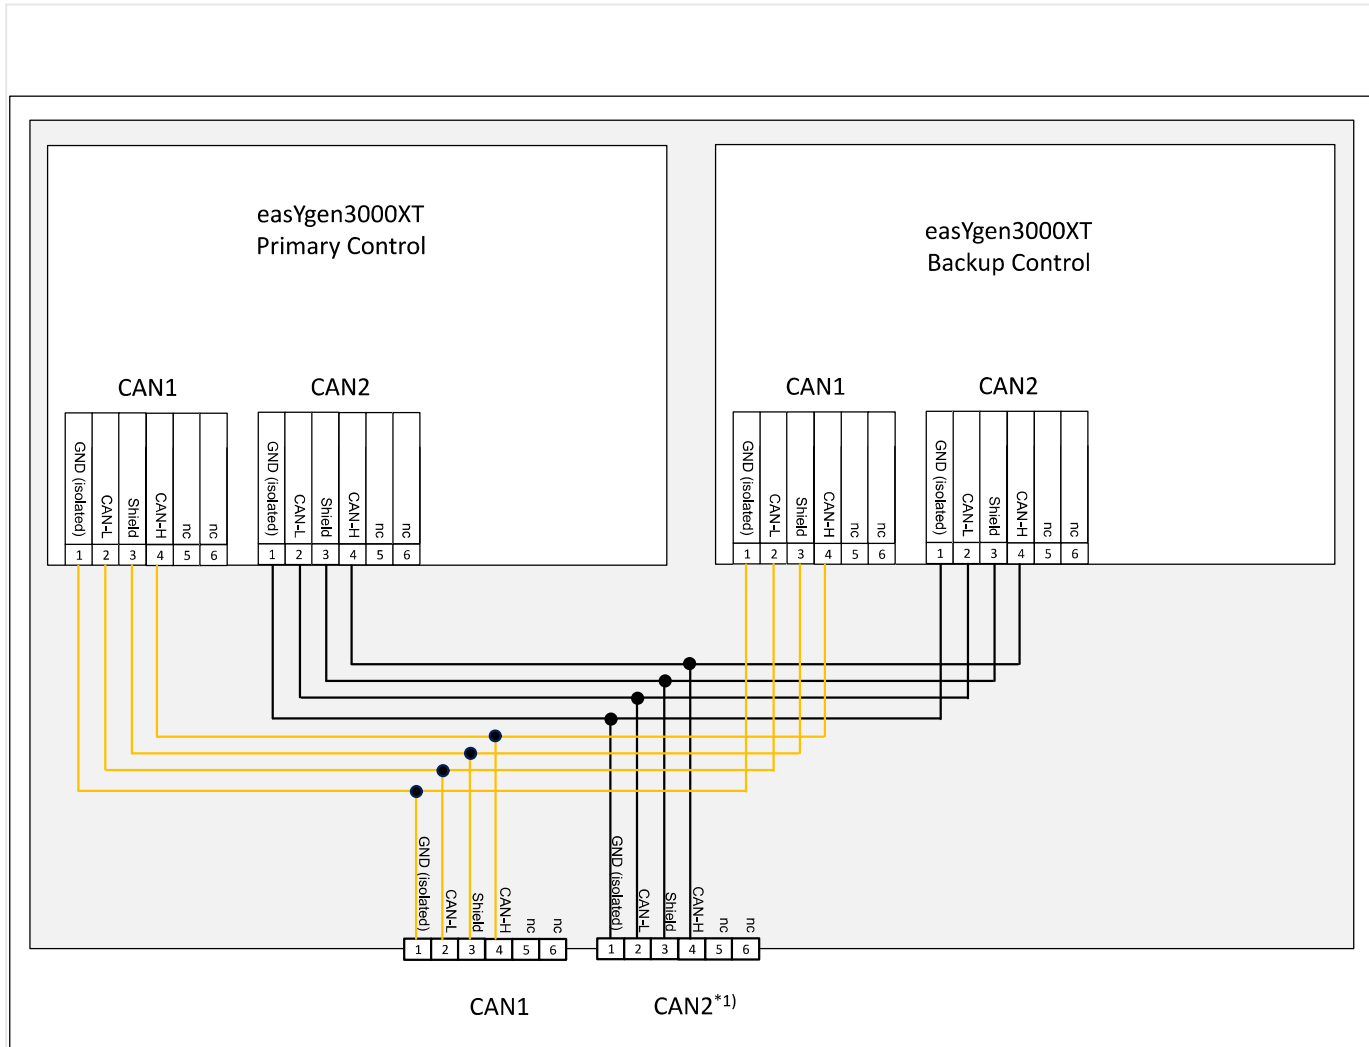 easYgen3000XT
Primary Control
easYgen3000XT
Backup Control
CAN1
CAN2
CAN1
CAN2
GND (isolated)
CAN-L
Shield
CAN-H
nc
nc
GND (isolated)
CAN-L
Shield
CAN-H
nc
nc
GND (isolated)
CAN-L
Shield
CAN-H
nc
nc
GND (isolated)
CAN-L
Shield
CAN-H
nc
nc
1 2 3 4 5 6
1 2 3 4 5 6
1 2 3 4 5 6
1 2 3 4 5 6
GND (isolated)
CAN-L
Shield
CAN-H
nc
nc
GND (isolated)
CAN-L
Shield
CAN-H
nc
nc
1 2 3 4 5 6
1 2 3 4 5 6
CAN1
CAN2*1)